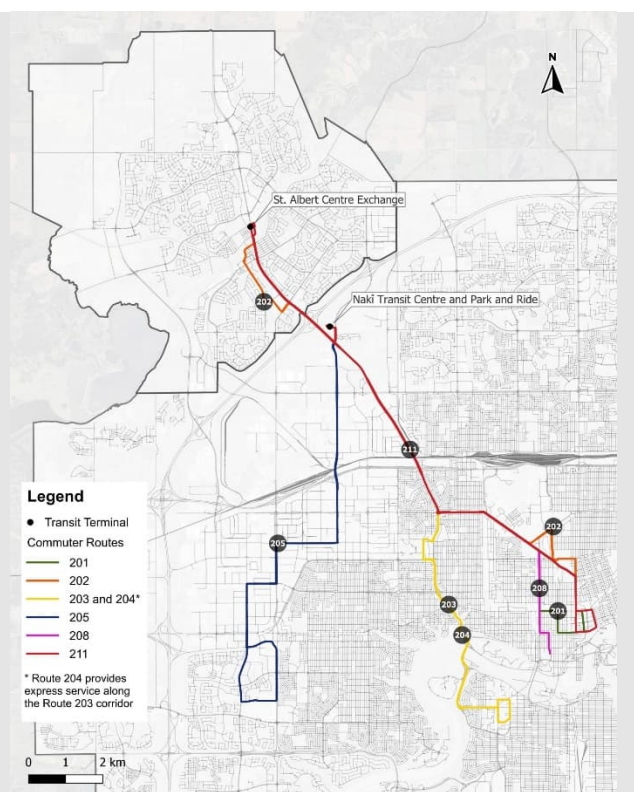 N
St. Albert Centre Exchange
202
Nakî Transit Centre and Park and Ride
211
Legend
Transit Terminal
Commuter Routes
201
202
203 and 204*
205
208
211
* Route 204 provides
express service along
the Route 203 corridor
0 1 2 km
205
202
208
201
203
204